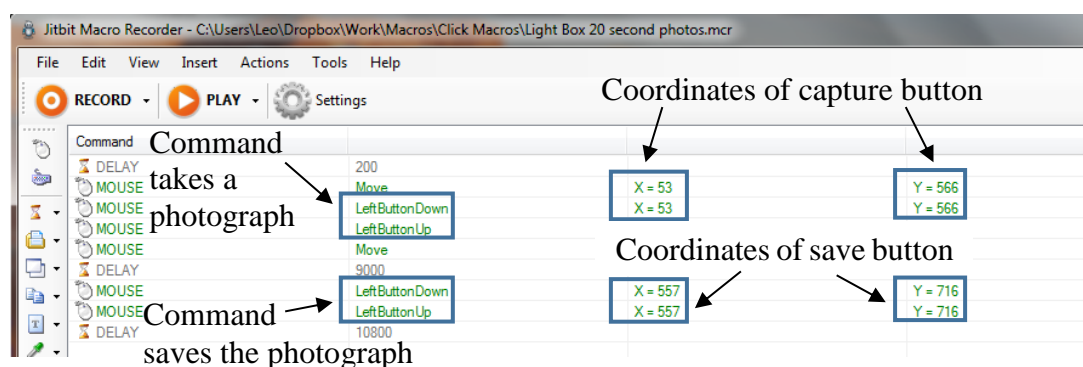 Jitbit Macro Recorder - C:\Users\Leo\Dropbox\Work\Macros\Click Macros\Light Box 20 second photos.mcr
File Edit View Insert Actions Tools Help
RECORD PLAY Settings
Coordinates of capture button
Command
Command
takes a
photograph
DELAY 200
MOUSE Move X = 53 Y = 566
MOUSE LeftButtonDown X = 53 Y = 566
MOUSE LeftButtonUp
MOUSE Move
Coordinates of save button
DELAY 9000
MOUSE LeftButtonDown X = 557 Y = 716
MOUSE LeftButtonUp X = 557 Y = 716
DELAY 10800
Command
saves the photograph
T